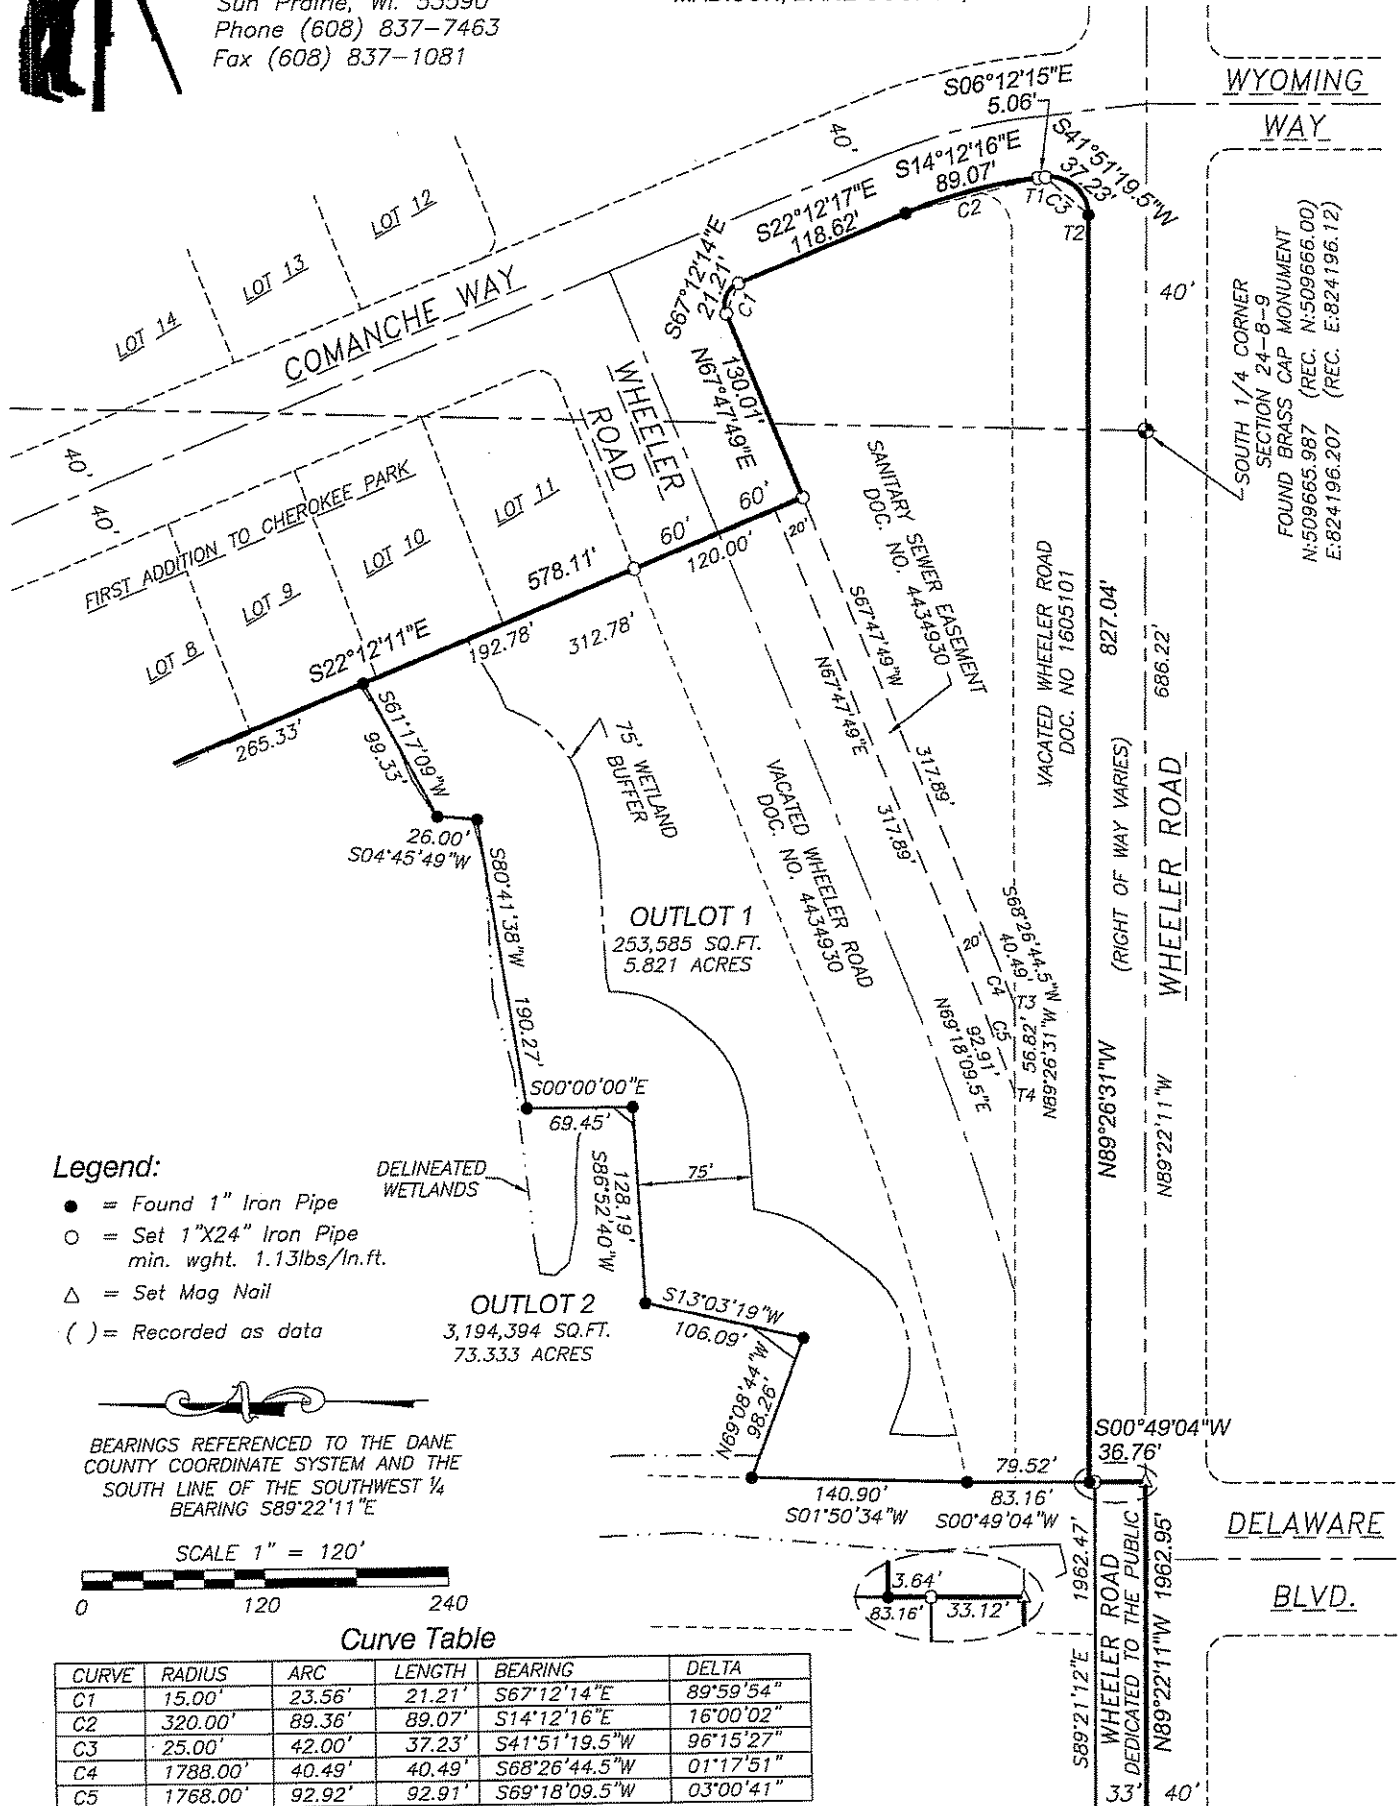 Sun Prairie, WI. 53590
Phone (608) 837-7463
Fax (608) 837-1081
WYOMING
WAY
S06°12'15"E
5.06'
S41°51'19.5"W
37.23'
S14°12'16"E
89.07'
40'
C2
T1
C3
T2
S22°12'17"E
118.62'
S67°12'14"E
21.21'
C1
LOT 12
LOT 13
LOT 14
COMANCHE WAY
40'
SOUTH 1/4 CORNER
SECTION 24-8-9
FOUND BRASS CAP MONUMENT
N:509665.987 (REC. N:509666.00)
E:824196.207 (REC. E:824196.12)
WHEELER
ROAD
130.01'
N67°47'49"E
40'
40'
FIRST ADDITION TO CHEROKEE PARK
LOT 11
LOT 10
LOT 9
LOT 8
60'
60'
120.00'
20'
578.11'
SANITARY SEWER EASEMENT
DOC. NO. 4434930
VACATED WHEELER ROAD
DOC. NO 1605101
827.04'
686.22'
S22°12'11"E
192.78'
312.78'
265.33'
S67°47'49"W
N67°47'49"E
317.89'
317.89'
S61°17'09"W
99.33'
75' WETLAND
BUFFER
VACATED WHEELER ROAD
DOC. NO. 4434930
(RIGHT OF WAY VARIES)
WHEELER ROAD
26.00'
S04°45'49"W
S80°41'38"W
190.27'
OUTLOT 1
253,585 SQ.FT.
5.821 ACRES
20'
S68°26'44.5"W
40.49'
C4
T3
C5
N69°18'09.5"E
92.91'
56.82'
N89°26'31"W
T4
N89°26'31"W
N89°22'11"W
S00°00'00"E
69.45'
Legend:
● = Found 1" Iron Pipe
○ = Set 1"X24" Iron Pipe
min. wght. 1.13lbs/ln.ft.
△ = Set Mag Nail
( )= Recorded as data
DELINEATED
WETLANDS
128.19'
S86°52'40"W
75'
OUTLOT 2
3,194,394 SQ.FT.
73.333 ACRES
S13°03'19"W
106.09'
N69°08'44"W
98.26'
BEARINGS REFERENCED TO THE DANE
COUNTY COORDINATE SYSTEM AND THE
SOUTH LINE OF THE SOUTHWEST ¼
BEARING S89°22'11"E
S00°49'04"W
36.76'
79.52'
140.90'
S01°50'34"W
83.16'
S00°49'04"W
DELAWARE
BLVD.
SCALE 1" = 120'
0 120 240
3.64'
83.16'
33.12'
S89°21'12"E 1962.47'
WHEELER ROAD
DEDICATED TO THE PUBLIC
N89°22'11"W 1962.95'
33'
40'
Curve Table
CURVE RADIUS ARC LENGTH BEARING DELTA
C1 15.00' 23.56' 21.21' S67°12'14"E 89°59'54"
C2 320.00' 89.36' 89.07' S14°12'16"E 16°00'02"
C3 25.00' 42.00' 37.23' S41°51'19.5"W 96°15'27"
C4 1788.00' 40.49' 40.49' S68°26'44.5"W 01°17'51"
C5 1768.00' 92.92' 92.91' S69°18'09.5"W 03°00'41"